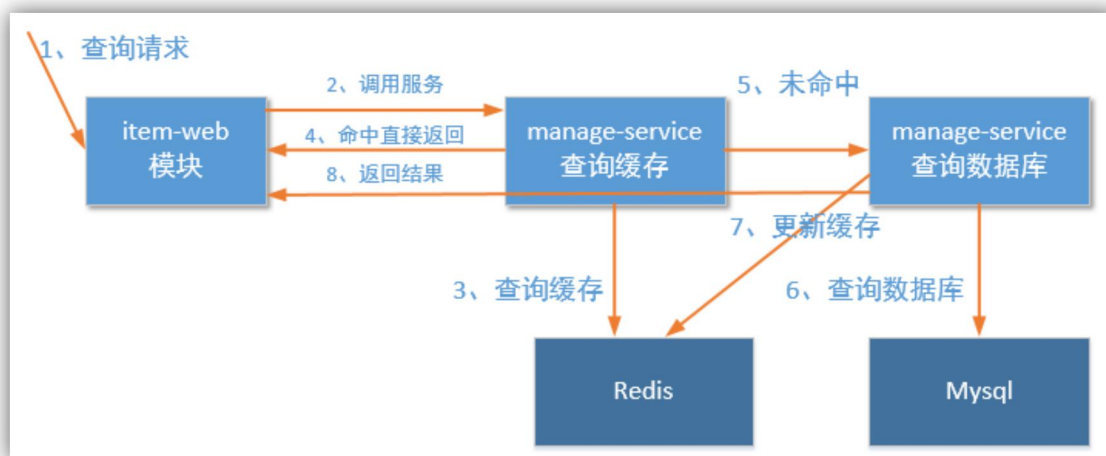 1、查询请求
2、调用服务
5、未命中
item-web
模块
4、命中直接返回
manage-service
查询缓存
manage-service
查询数据库
8、返回结果
7、更新缓存
3、查询缓存
6、查询数据库
Redis
Mysql